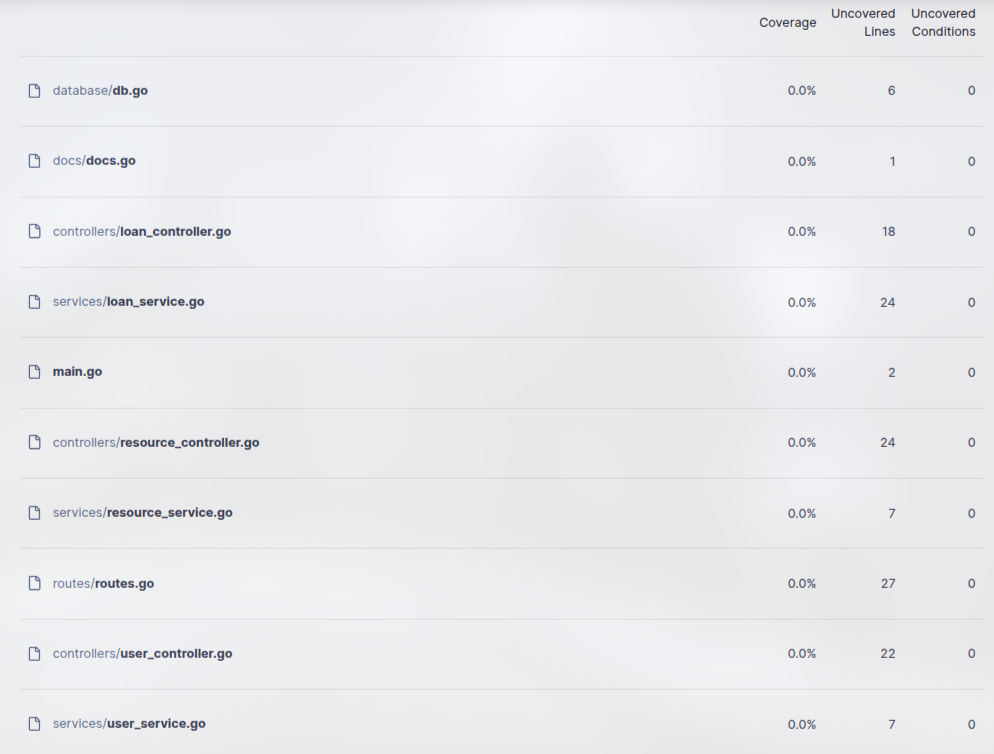 Coverage Uncovered Lines Uncovered Conditions
database/db.go 0.0% 6 0
docs/docs.go 0.0% 1 0
controllers/loan_controller.go 0.0% 18 0
services/loan_service.go 0.0% 24 0
main.go 0.0% 2 0
controllers/resource_controller.go 0.0% 24 0
services/resource_service.go 0.0% 7 0
routes/routes.go 0.0% 27 0
controllers/user_controller.go 0.0% 22 0
services/user_service.go 0.0% 7 0